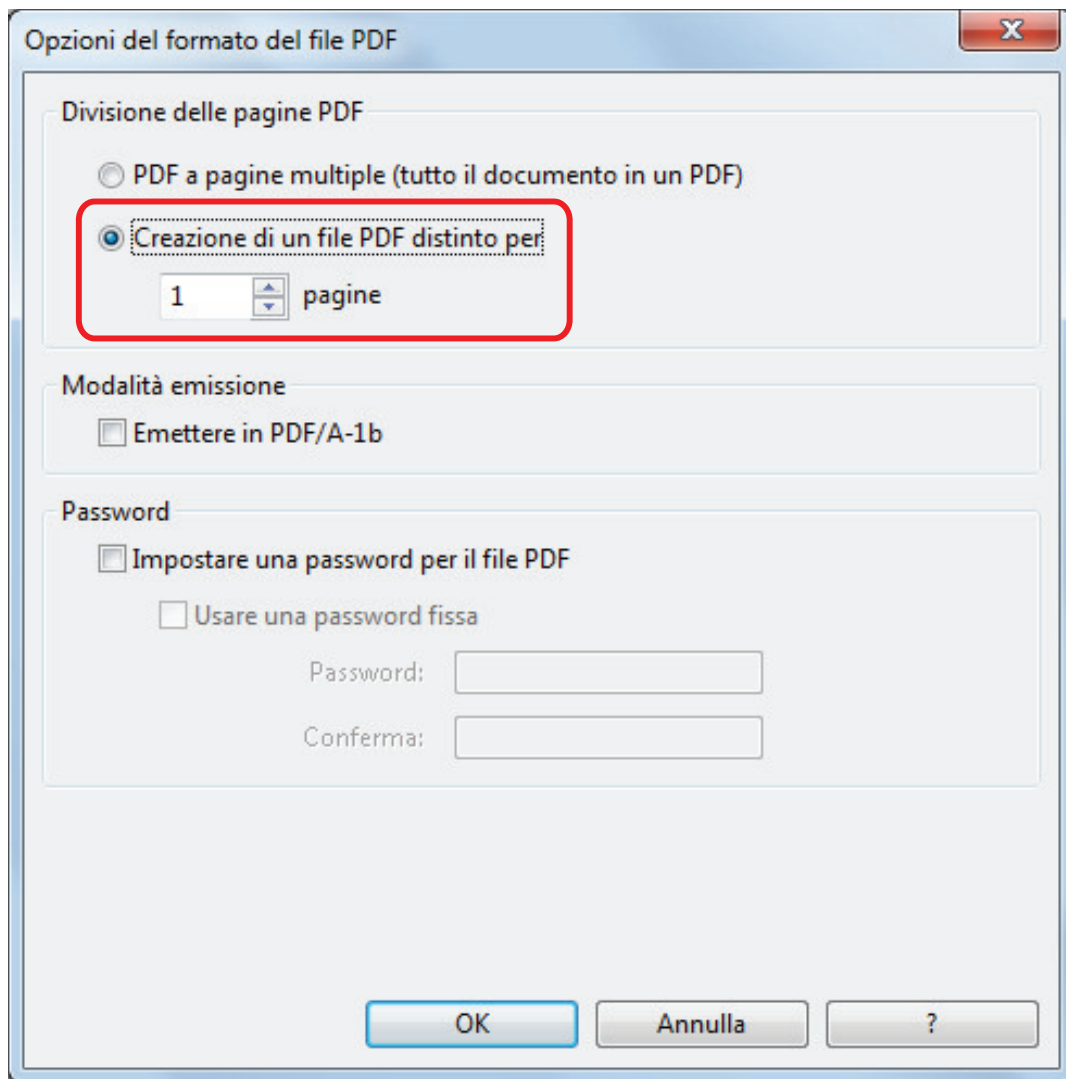 Opzioni del formato del file PDF
Divisione delle pagine PDF
PDF a pagine multiple (tutto il documento in un PDF)
Creazione di un file PDF distinto per
1 pagine
Modalità emissione
Emettere in PDF/A-1b
Password
Impostare una password per il file PDF
Usare una password fissa
Password:
Conferma:
OK Annulla ?